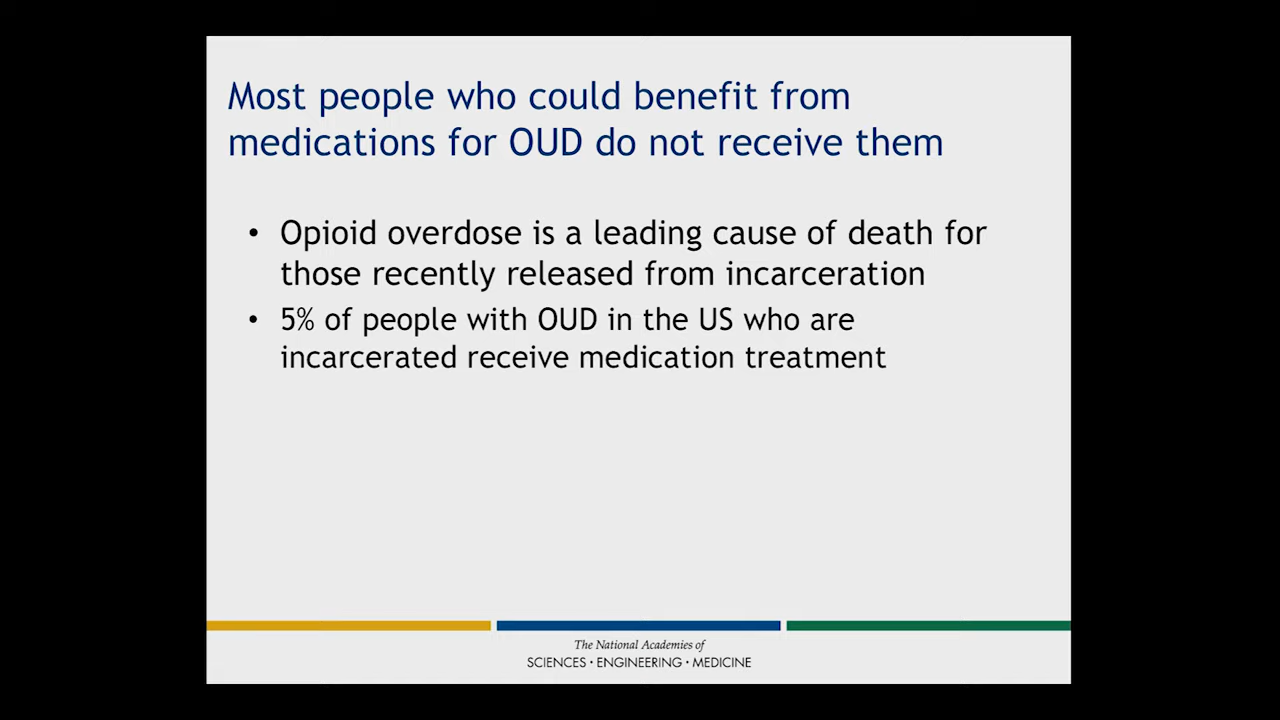 Most people who could benefit from
medications for OUD do not receive them
• Opioid overdose is a leading cause of death for
those recently released from incarceration
• 5% of people with OUD in the US who are
incarcerated receive medication treatment
The National Academies of
SCIENCES · ENGINEERING · MEDICINE